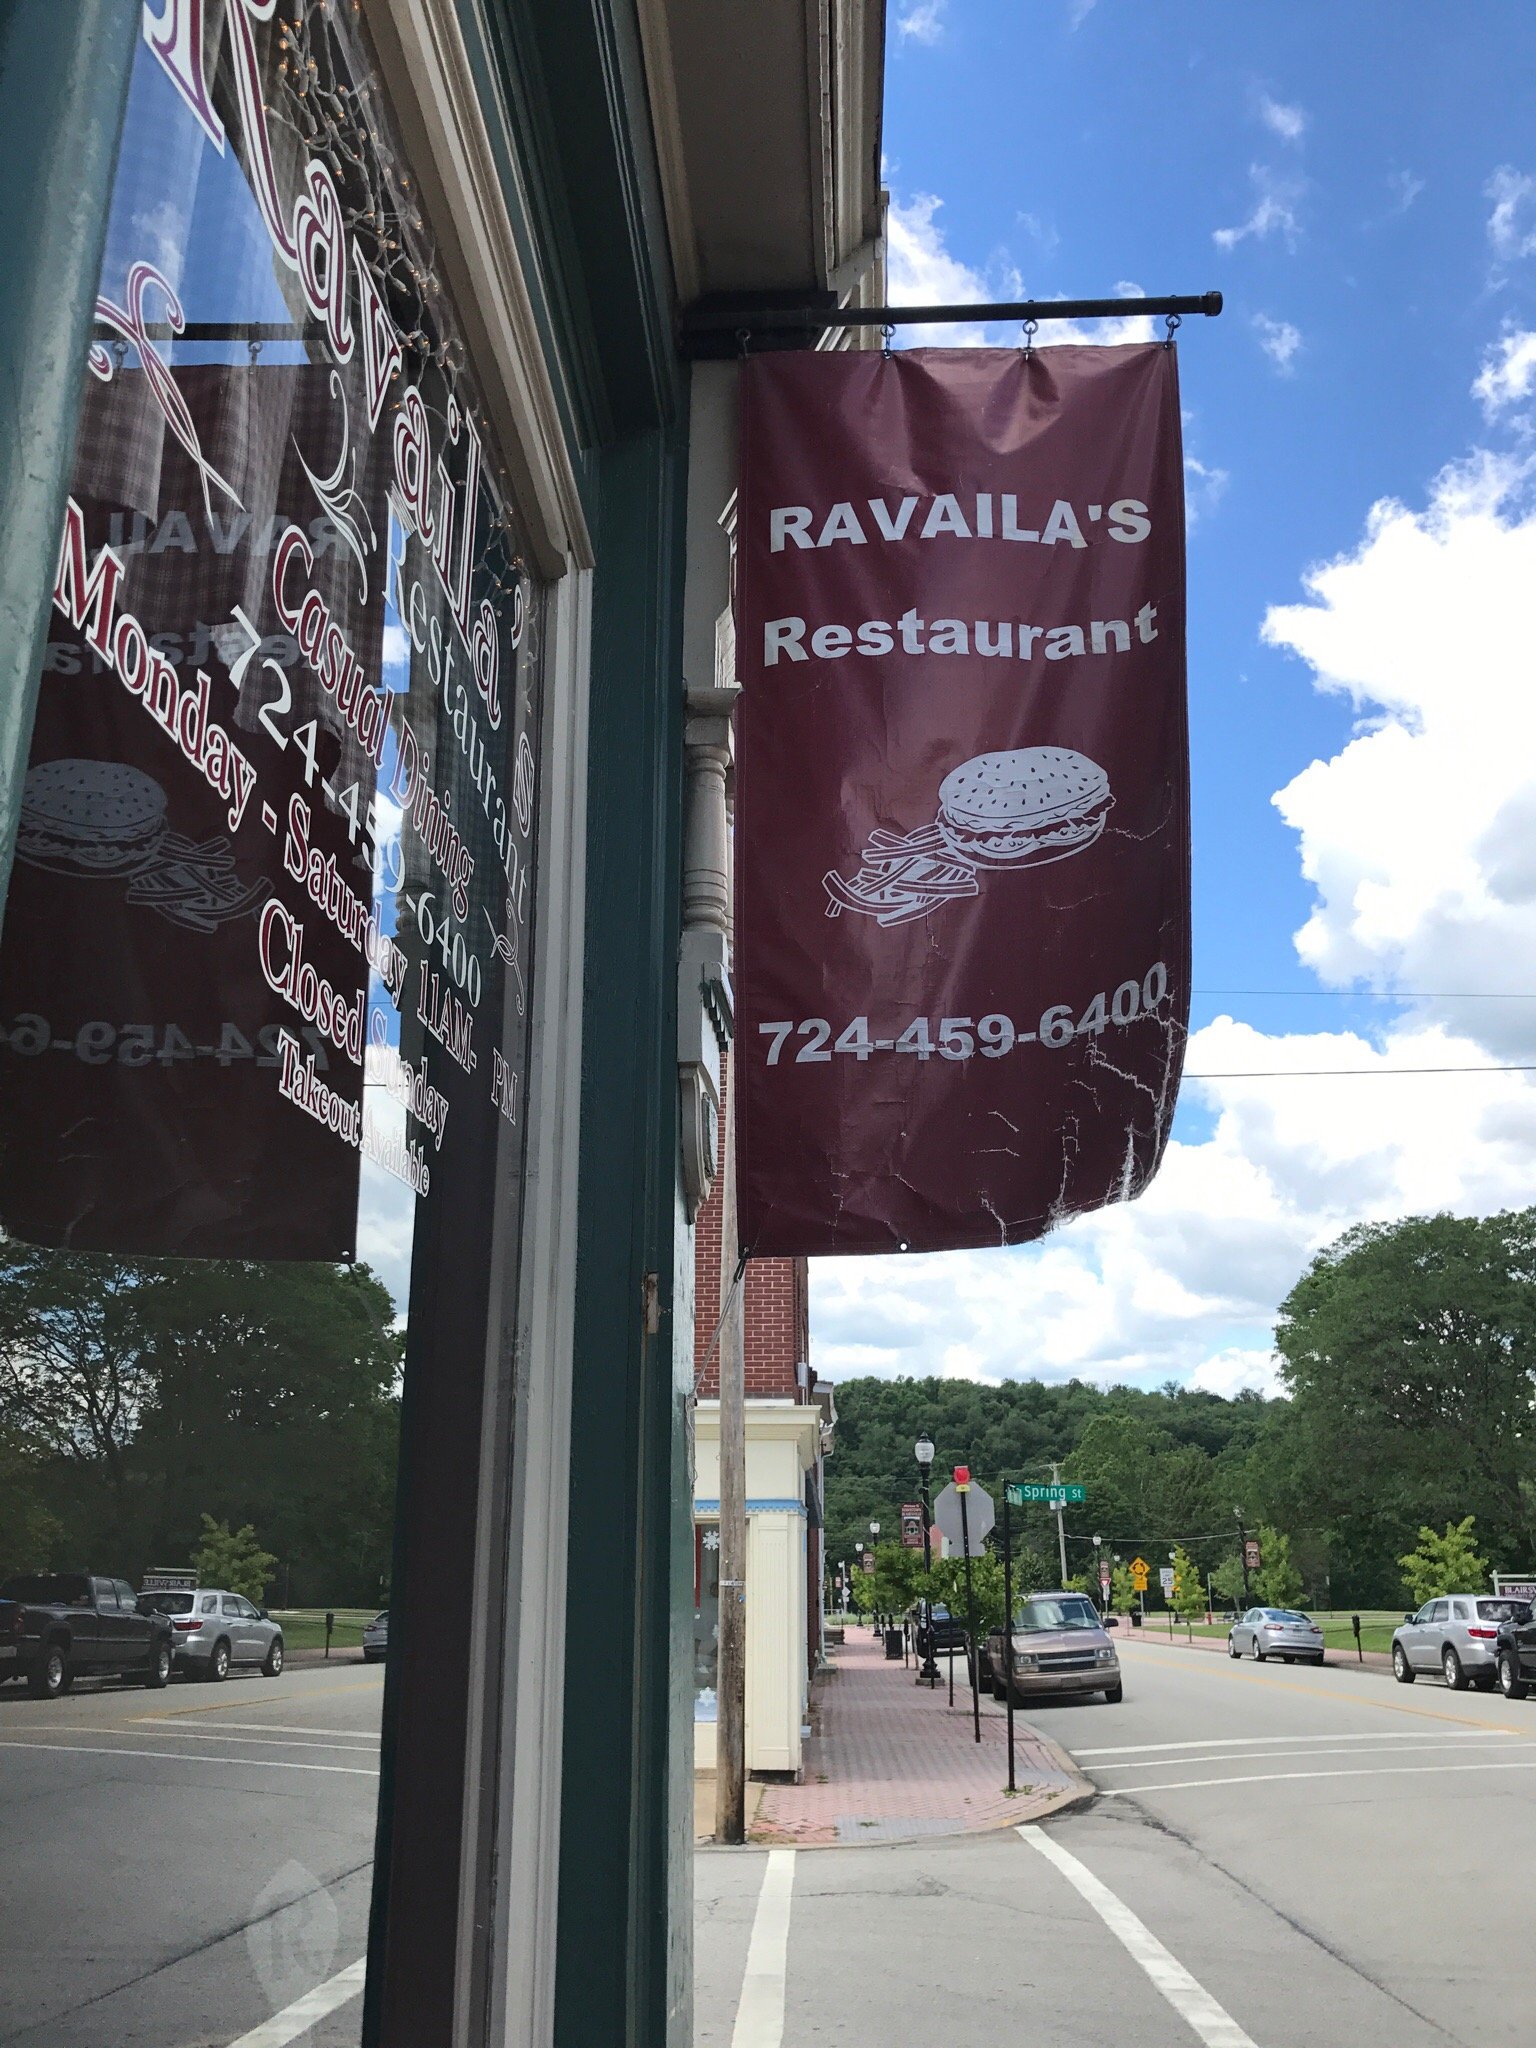 Ravaila's
Restaurant
Casual Dining
724-459-6400
Monday - Saturday 11AM- PM
Closed Sunday
Takeout Available
RAVAILA'S
Restaurant
724-459-6400
Spring St
25